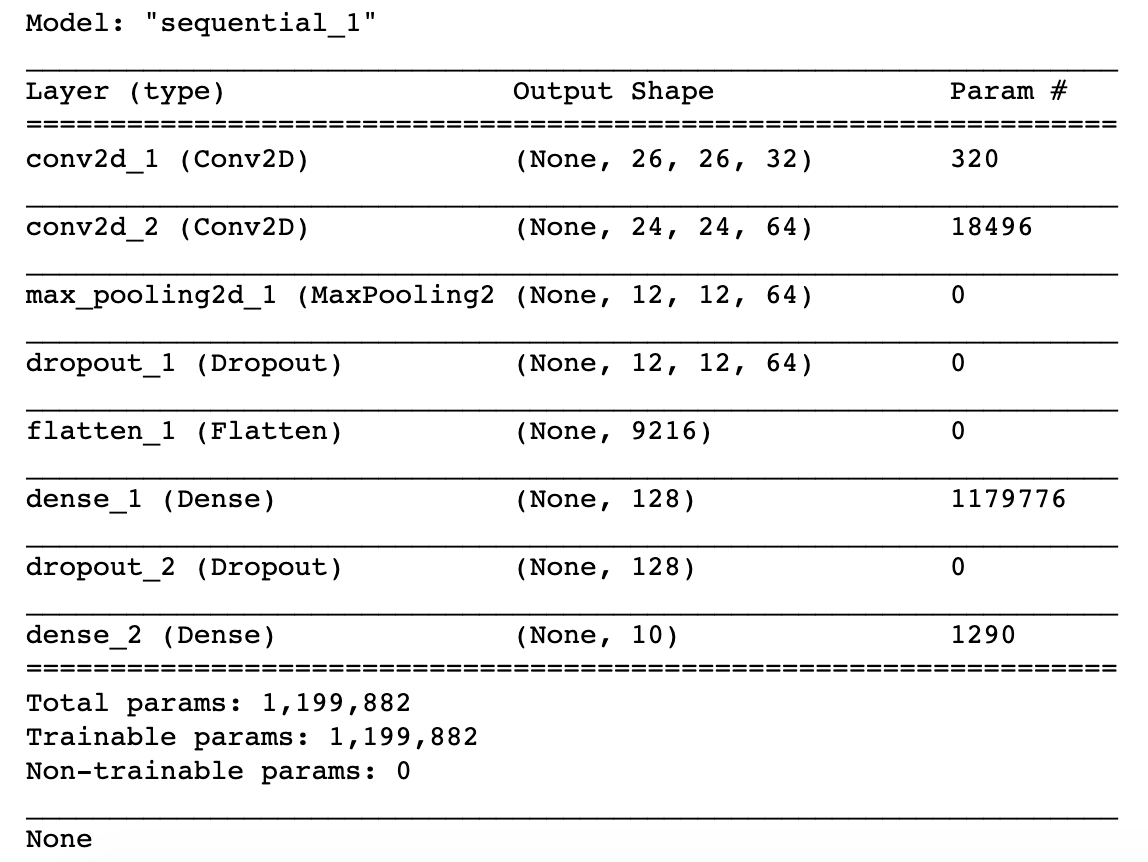 Model: "sequential_1"
Layer (type) Output Shape Param #
conv2d_1 (Conv2D) (None, 26, 26, 32) 320
conv2d_2 (Conv2D) (None, 24, 24, 64) 18496
max_pooling2d_1 (MaxPooling2 (None, 12, 12, 64) 0
dropout_1 (Dropout) (None, 12, 12, 64) 0
flatten_1 (Flatten) (None, 9216) 0
dense_1 (Dense) (None, 128) 1179776
dropout_2 (Dropout) (None, 128) 0
dense_2 (Dense) (None, 10) 1290
Total params: 1,199,882
Trainable params: 1,199,882
Non-trainable params: 0
None